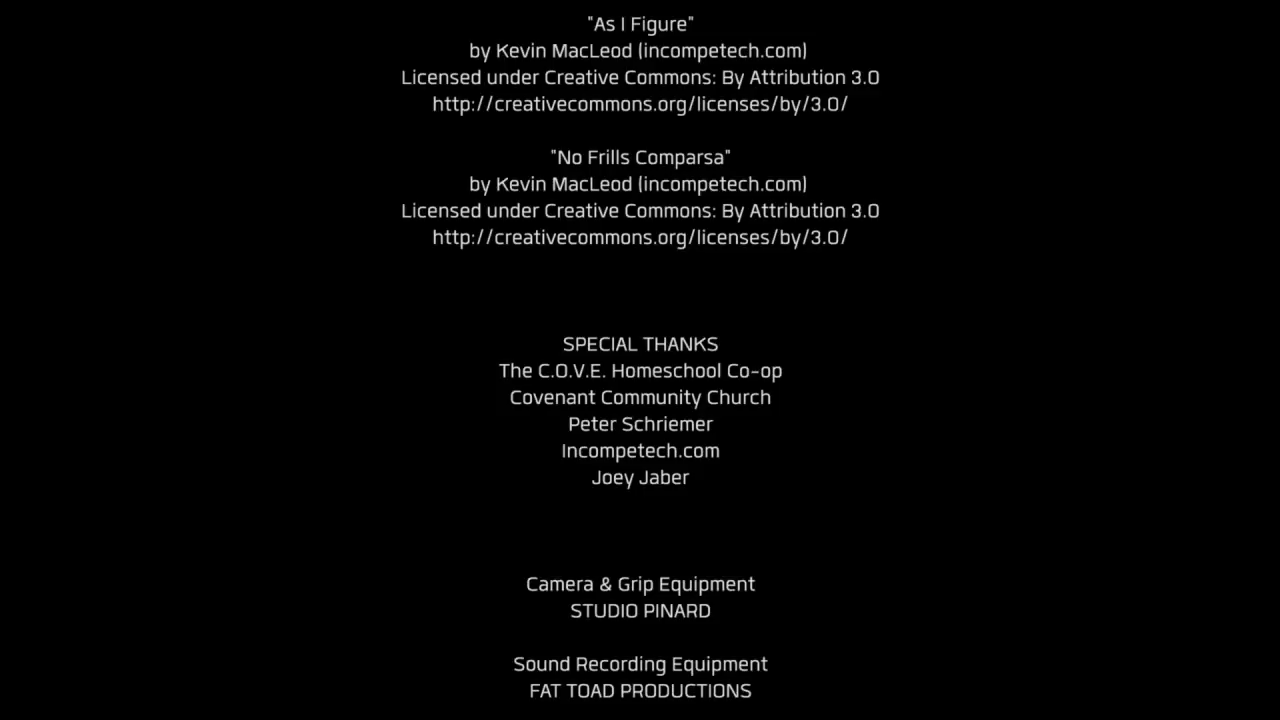 "As I Figure"
by Kevin MacLeod (incompetech.com)
Licensed under Creative Commons: By Attribution 3.0
http://creativecommons.org/licenses/by/3.0/
"No Frills Comparsa"
by Kevin MacLeod (incompetech.com)
Licensed under Creative Commons: By Attribution 3.0
http://creativecommons.org/licenses/by/3.0/
SPECIAL THANKS
The C.O.V.E. Homeschool Co-op
Covenant Community Church
Peter Schriemer
Incompetech.com
Joey Jaber
Camera & Grip Equipment
STUDIO PINARD
Sound Recording Equipment
FAT TOAD PRODUCTIONS